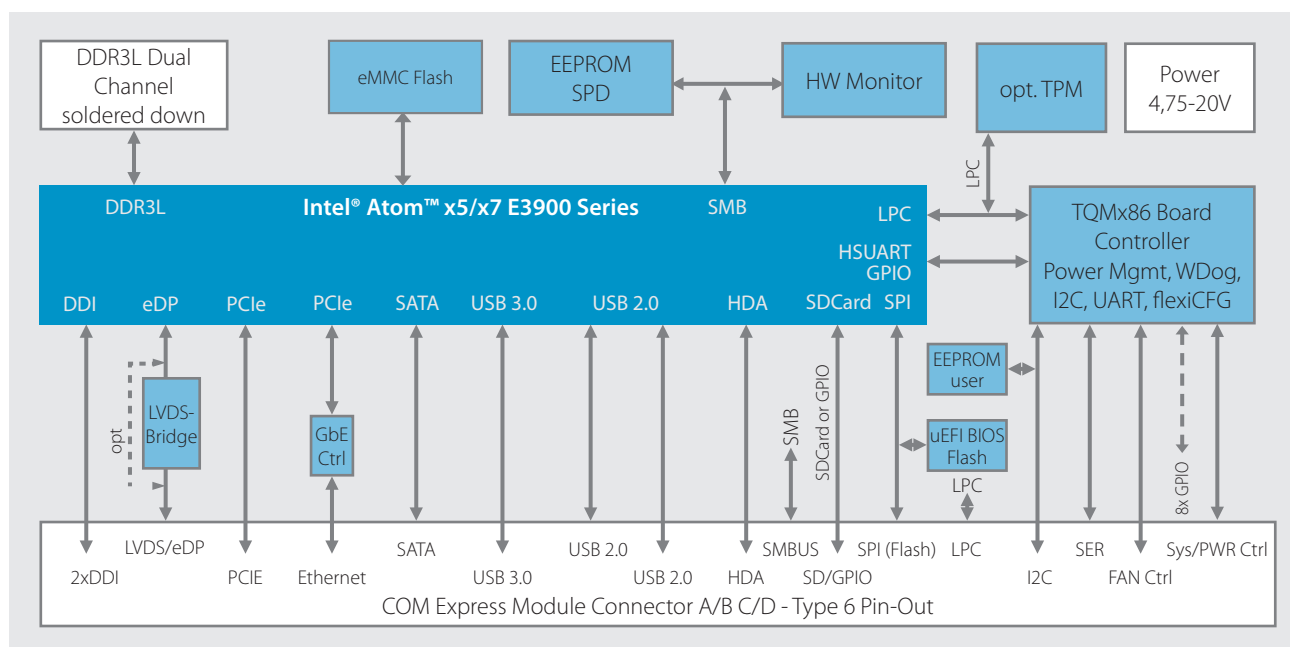 DDR3L Dual
Channel
soldered down
eMMC Flash
EEPROM
SPD
HW Monitor
opt. TPM
Power
4,75-20V
LPC
DDR3L
Intel® Atom™ x5/x7 E3900 Series
SMB
LPC
HSUART
GPIO
TQMx86 Board
Controller
Power Mgmt, WDog,
I2C, UART, flexiCFG
DDI
eDP
PCIe
PCIe
SATA
USB 3.0
USB 2.0
HDA
SDCard
SPI
opt
LVDS-
Bridge
GbE
Ctrl
SMB
SDCard or GPIO
EEPROM
user
uEFI BIOS
Flash
LPC
8x GPIO
LVDS/eDP
SATA
USB 2.0
SMBUS
SPI (Flash)
LPC
SER
Sys/PWR Ctrl
2xDDI
PCIE
Ethernet
USB 3.0
USB 2.0
HDA
SD/GPIO
I2C
FAN Ctrl
COM Express Module Connector A/B C/D - Type 6 Pin-Out